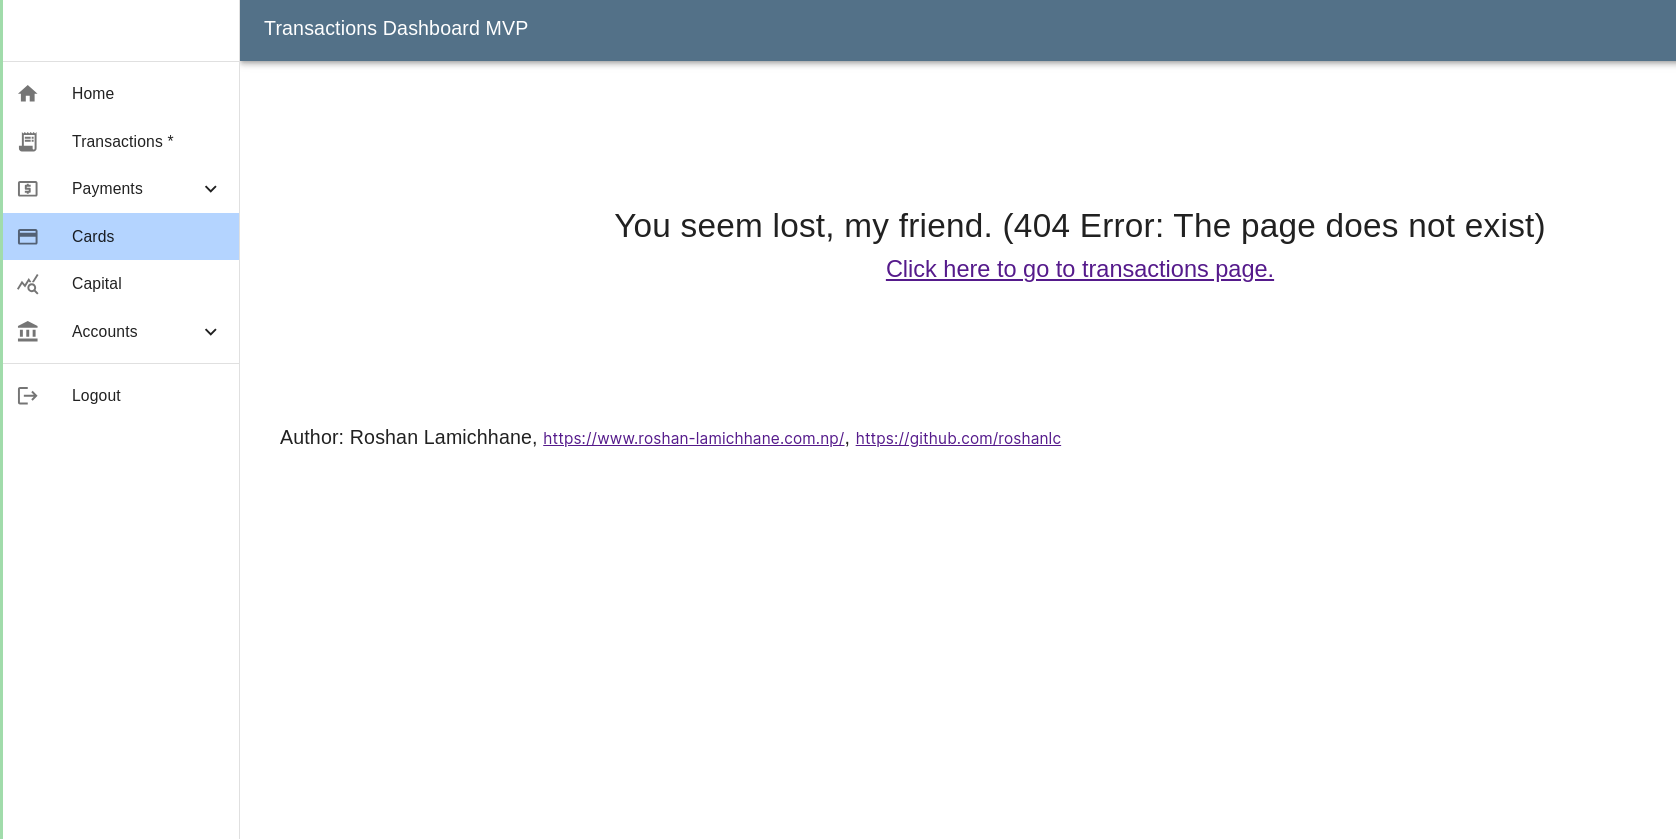 Transactions Dashboard MVP
Home
Transactions *
Payments
Cards
Capital
Accounts
Logout
You seem lost, my friend. (404 Error: The page does not exist)
Click here to go to transactions page.
Author: Roshan Lamichhane, https://www.roshan-lamichhane.com.np/, https://github.com/roshanlc